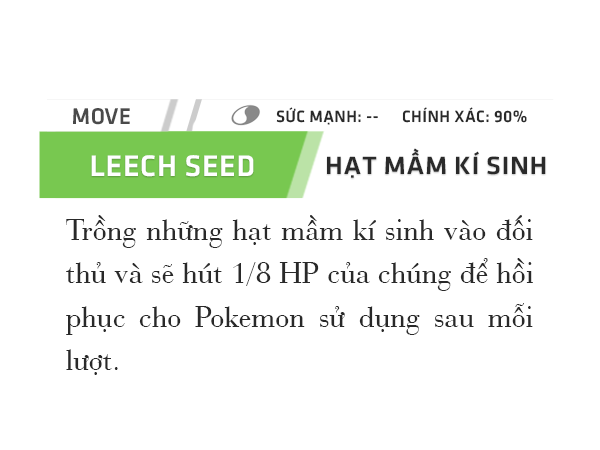 MOVE SỨC MẠNH: -- CHÍNH XÁC: 90%
LEECH SEED HẠT MẦM KÍ SINH
Trồng những hạt mầm kí sinh vào đối
thủ và sẽ hút 1/8 HP của chúng để hồi
phục cho Pokemon sử dụng sau mỗi
lượt.